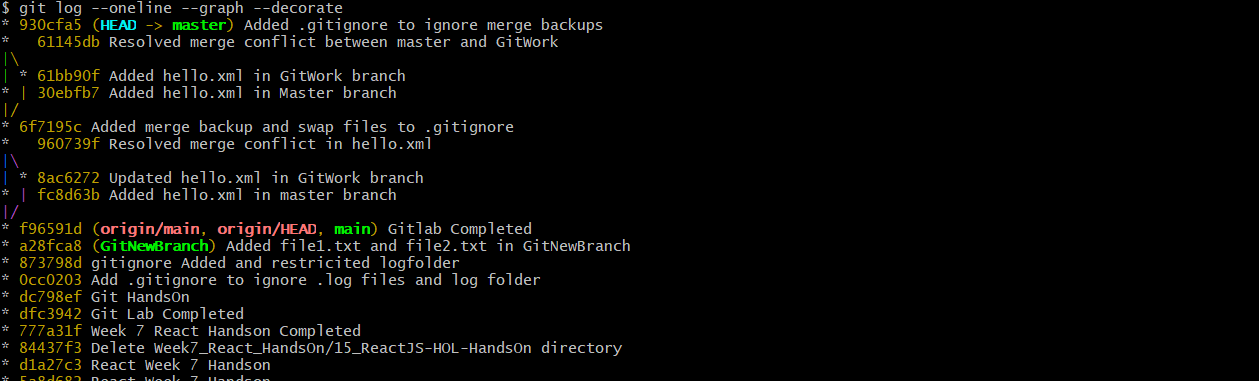 $ git log --oneline --graph --decorate
* 930cfa5 (HEAD -> master) Added .gitignore to ignore merge backups
*   61145db Resolved merge conflict between master and GitWork
|\
| * 61bb90f Added hello.xml in GitWork branch
* | 30ebfb7 Added hello.xml in Master branch
|/
* 6f7195c Added merge backup and swap files to .gitignore
*   960739f Resolved merge conflict in hello.xml
|\
| * 8ac6272 Updated hello.xml in GitWork branch
* | fc8d63b Added hello.xml in master branch
|/
* f96591d (origin/main, origin/HEAD, main) Gitlab Completed
* a28fca8 (GitNewBranch) Added file1.txt and file2.txt in GitNewBranch
* 873798d gitignore Added and restricited logfolder
* 0cc0203 Add .gitignore to ignore .log files and log folder
* dc798ef Git HandsOn
* dfc3942 Git Lab Completed
* 777a31f Week 7 React Handson Completed
* 84437f3 Delete Week7_React_HandsOn/15_ReactJS-HOL-HandsOn directory
* d1a27c3 React Week 7 Handson
* 5a8d682 React Week 7 Handson